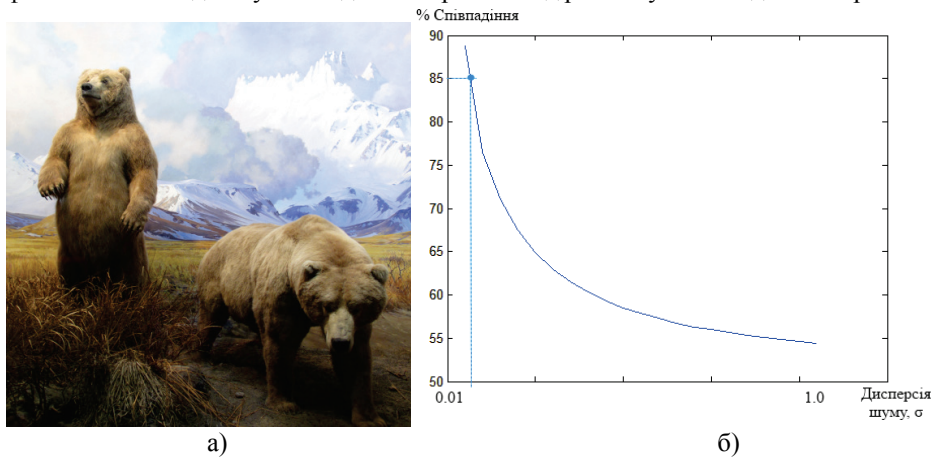 % Співпадіння
90
85
80
75
70
65
60
55
50
0.01
1.0
Дисперсія
шуму, σ
а)
б)